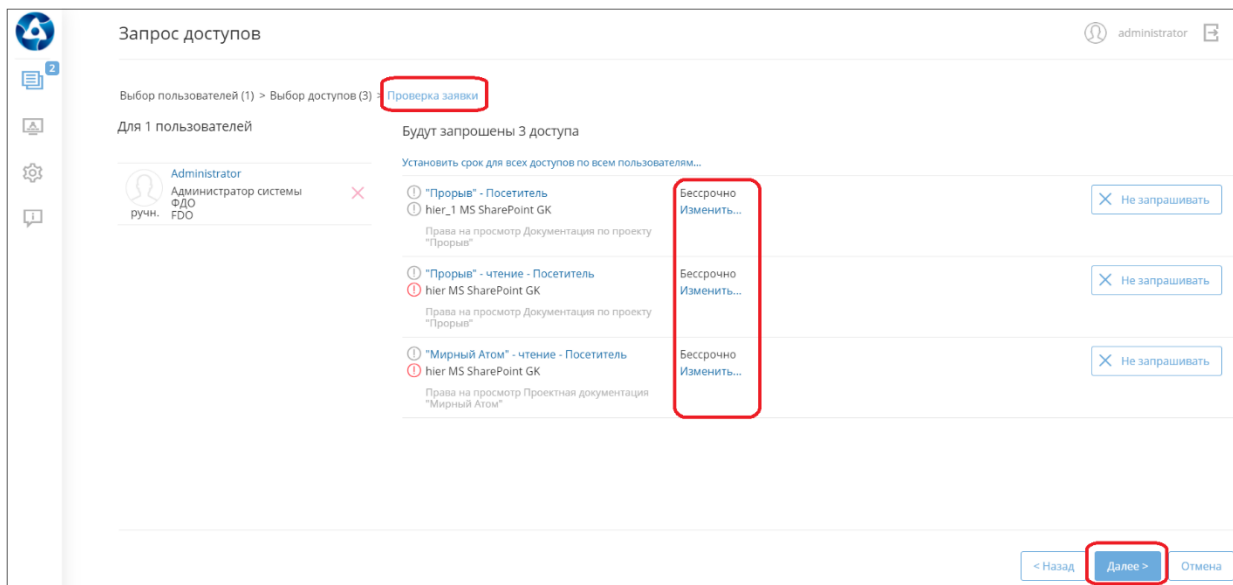 Запрос доступов
administrator
2
Выбор пользователей (1) > Выбор доступов (3) > Проверка заявки
Для 1 пользователей
Administrator
Администратор системы
ФДО
ручн. FDO
Будут запрошены 3 доступа
Установить срок для всех доступов по всем пользователям...
"Прорыв" - Посетитель
Бессрочно
Не запрашивать
hier_1 MS SharePoint GK
Изменить...
Права на просмотр Документация по проекту
"Прорыв"
"Прорыв" - чтение - Посетитель
Бессрочно
Не запрашивать
hier MS SharePoint GK
Изменить...
Права на просмотр Документация по проекту
"Прорыв"
"Мирный Атом" - чтение - Посетитель
Бессрочно
Не запрашивать
hier MS SharePoint GK
Изменить...
Права на просмотр Проектная документация
"Мирный Атом"
< Назад
Далее >
Отмена